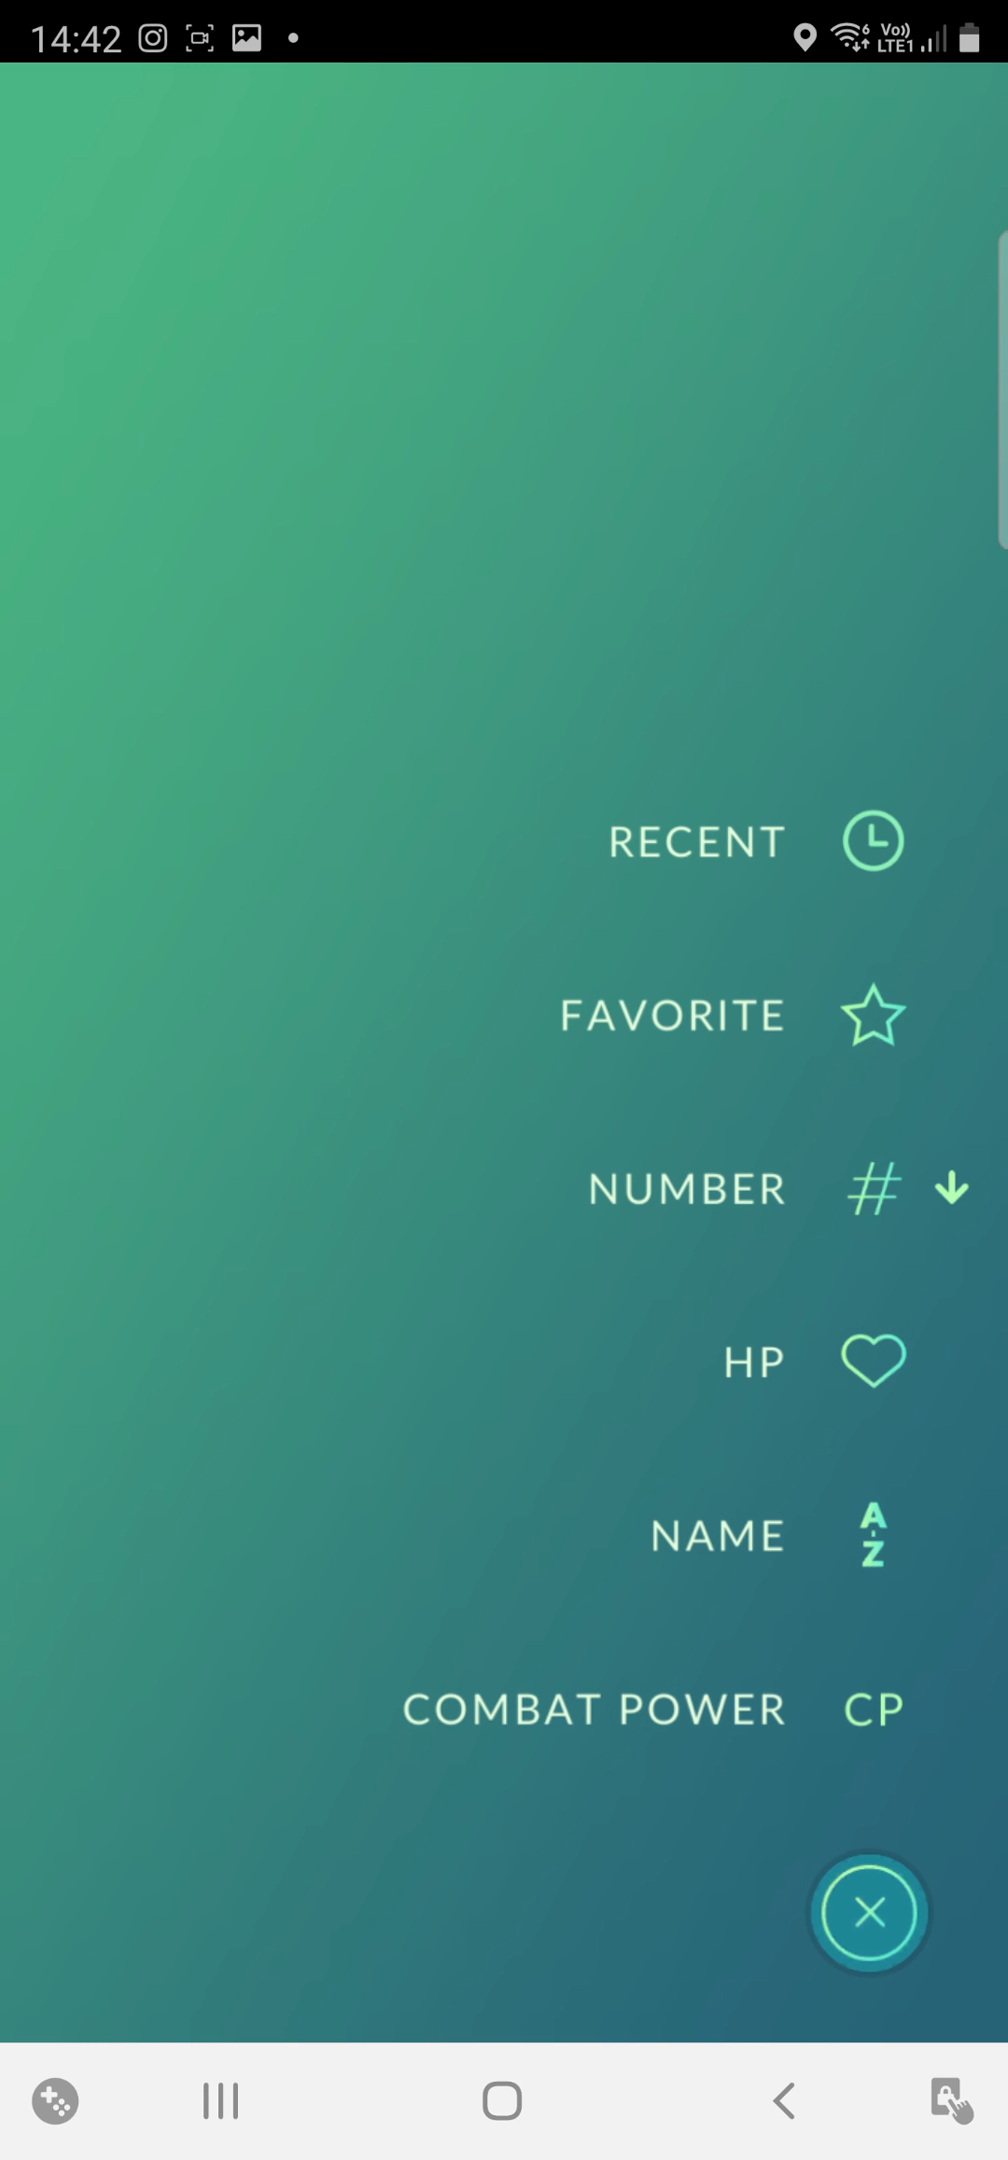 14:42
Vo)) LTE1
RECENT
FAVORITE
NUMBER #
HP
NAME A-Z
COMBAT POWER CP